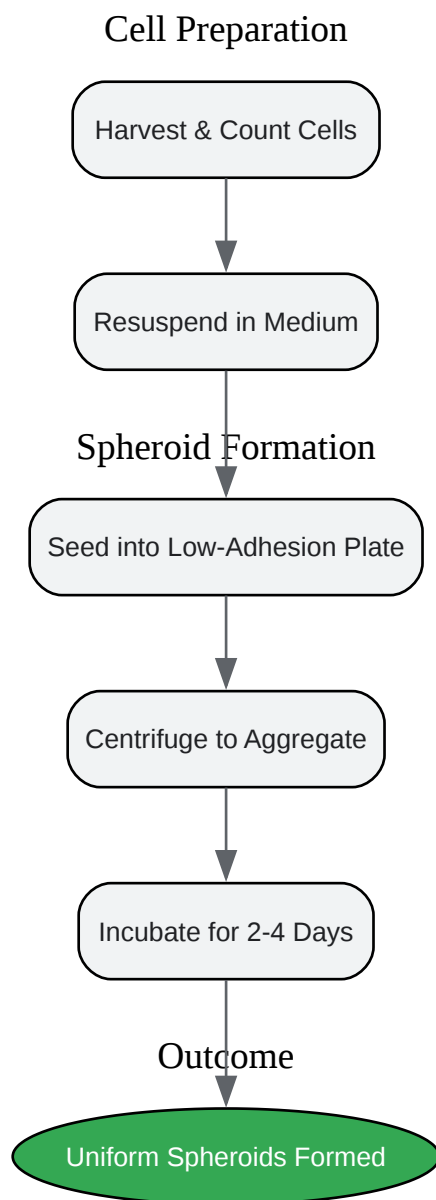 Cell Preparation
Harvest & Count Cells
Resuspend in Medium
Spheroid Formation
Seed into Low-Adhesion Plate
Centrifuge to Aggregate
Incubate for 2-4 Days
Outcome
Uniform Spheroids Formed